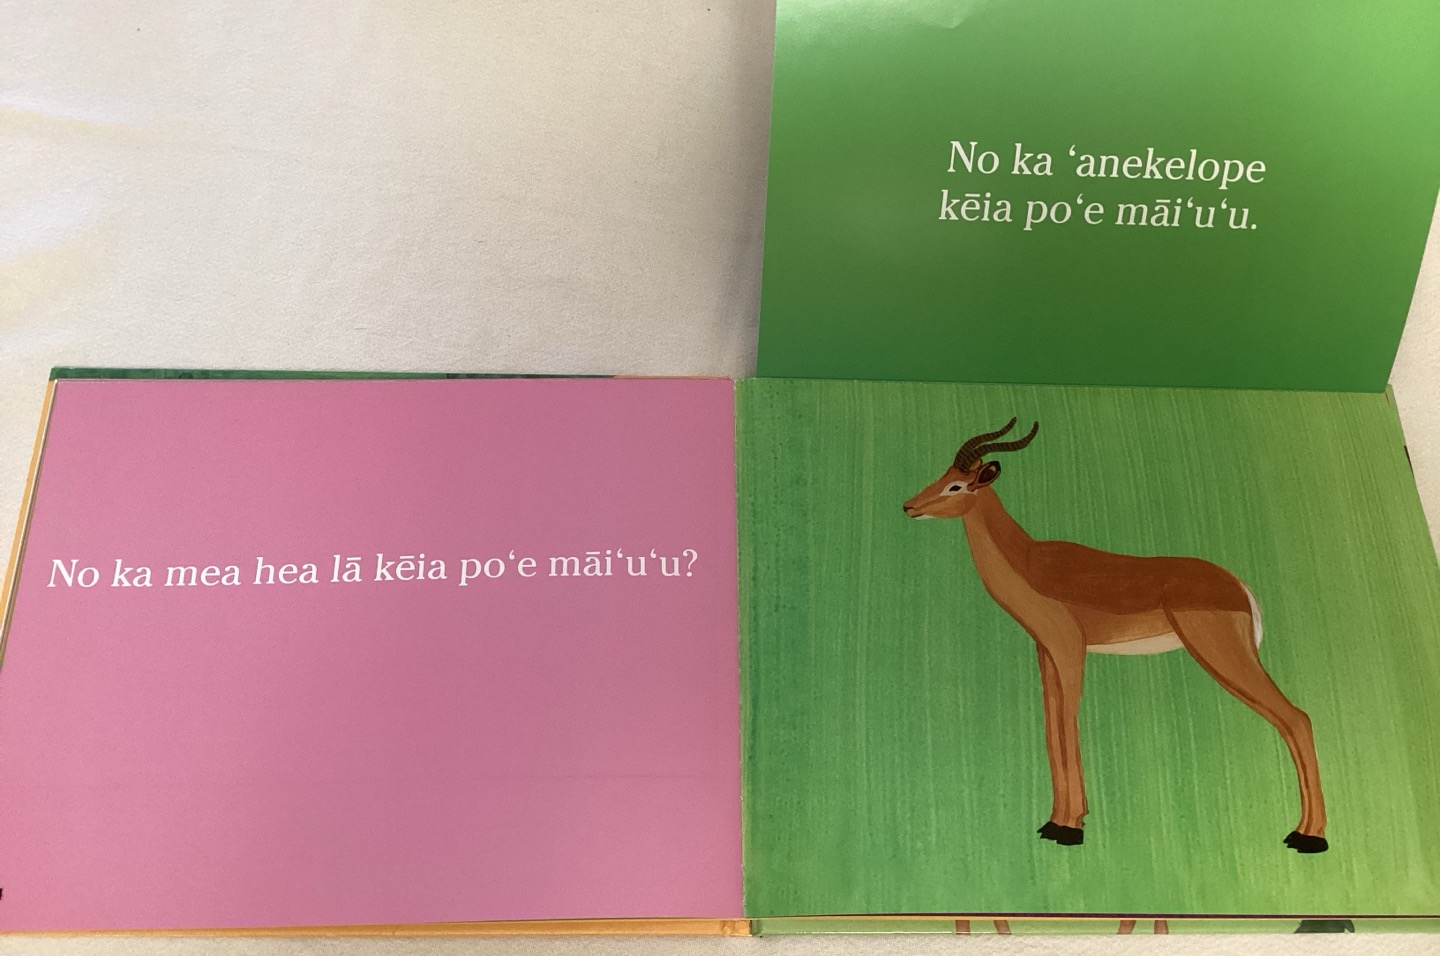 No ka mea hea lā kēia poʻe māiʻuʻu?
No ka ʻanekelope
kēia poʻe māiʻuʻu.